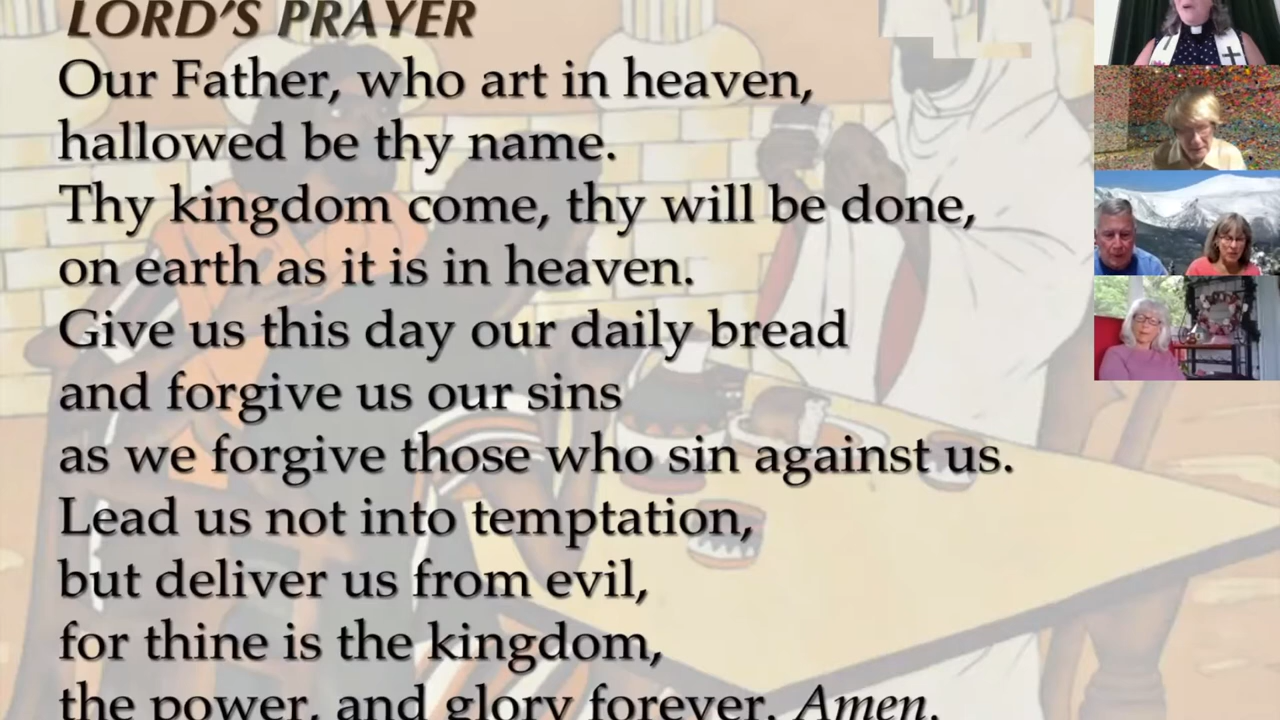 LORD'S PRAYER
Our Father, who art in heaven,
hallowed be thy name.
Thy kingdom come, thy will be done,
on earth as it is in heaven.
Give us this day our daily bread
and forgive us our sins
as we forgive those who sin against us.
Lead us not into temptation,
but deliver us from evil,
for thine is the kingdom,
the power, and glory forever. Amen.